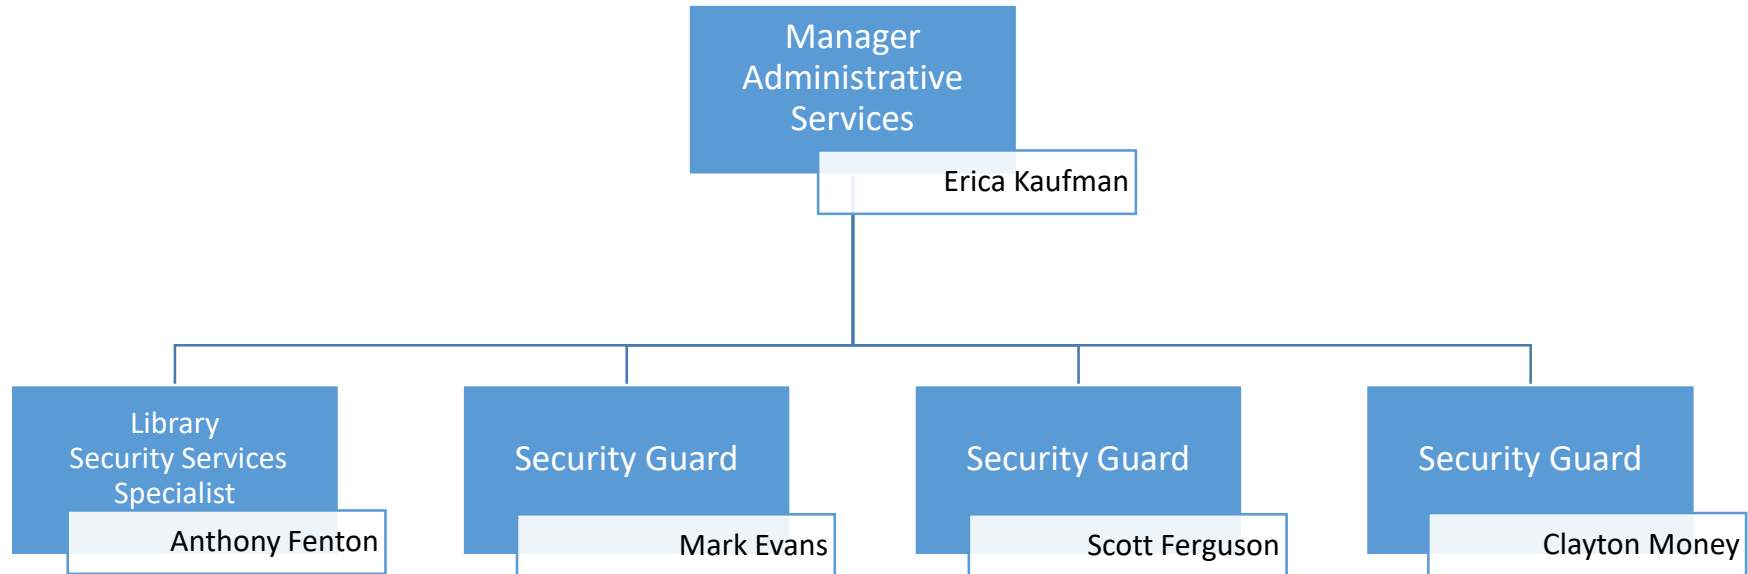 Manager
Administrative
Services
Erica Kaufman
Library
Security Services
Specialist
Anthony Fenton
Security Guard
Mark Evans
Security Guard
Scott Ferguson
Security Guard
Clayton Money